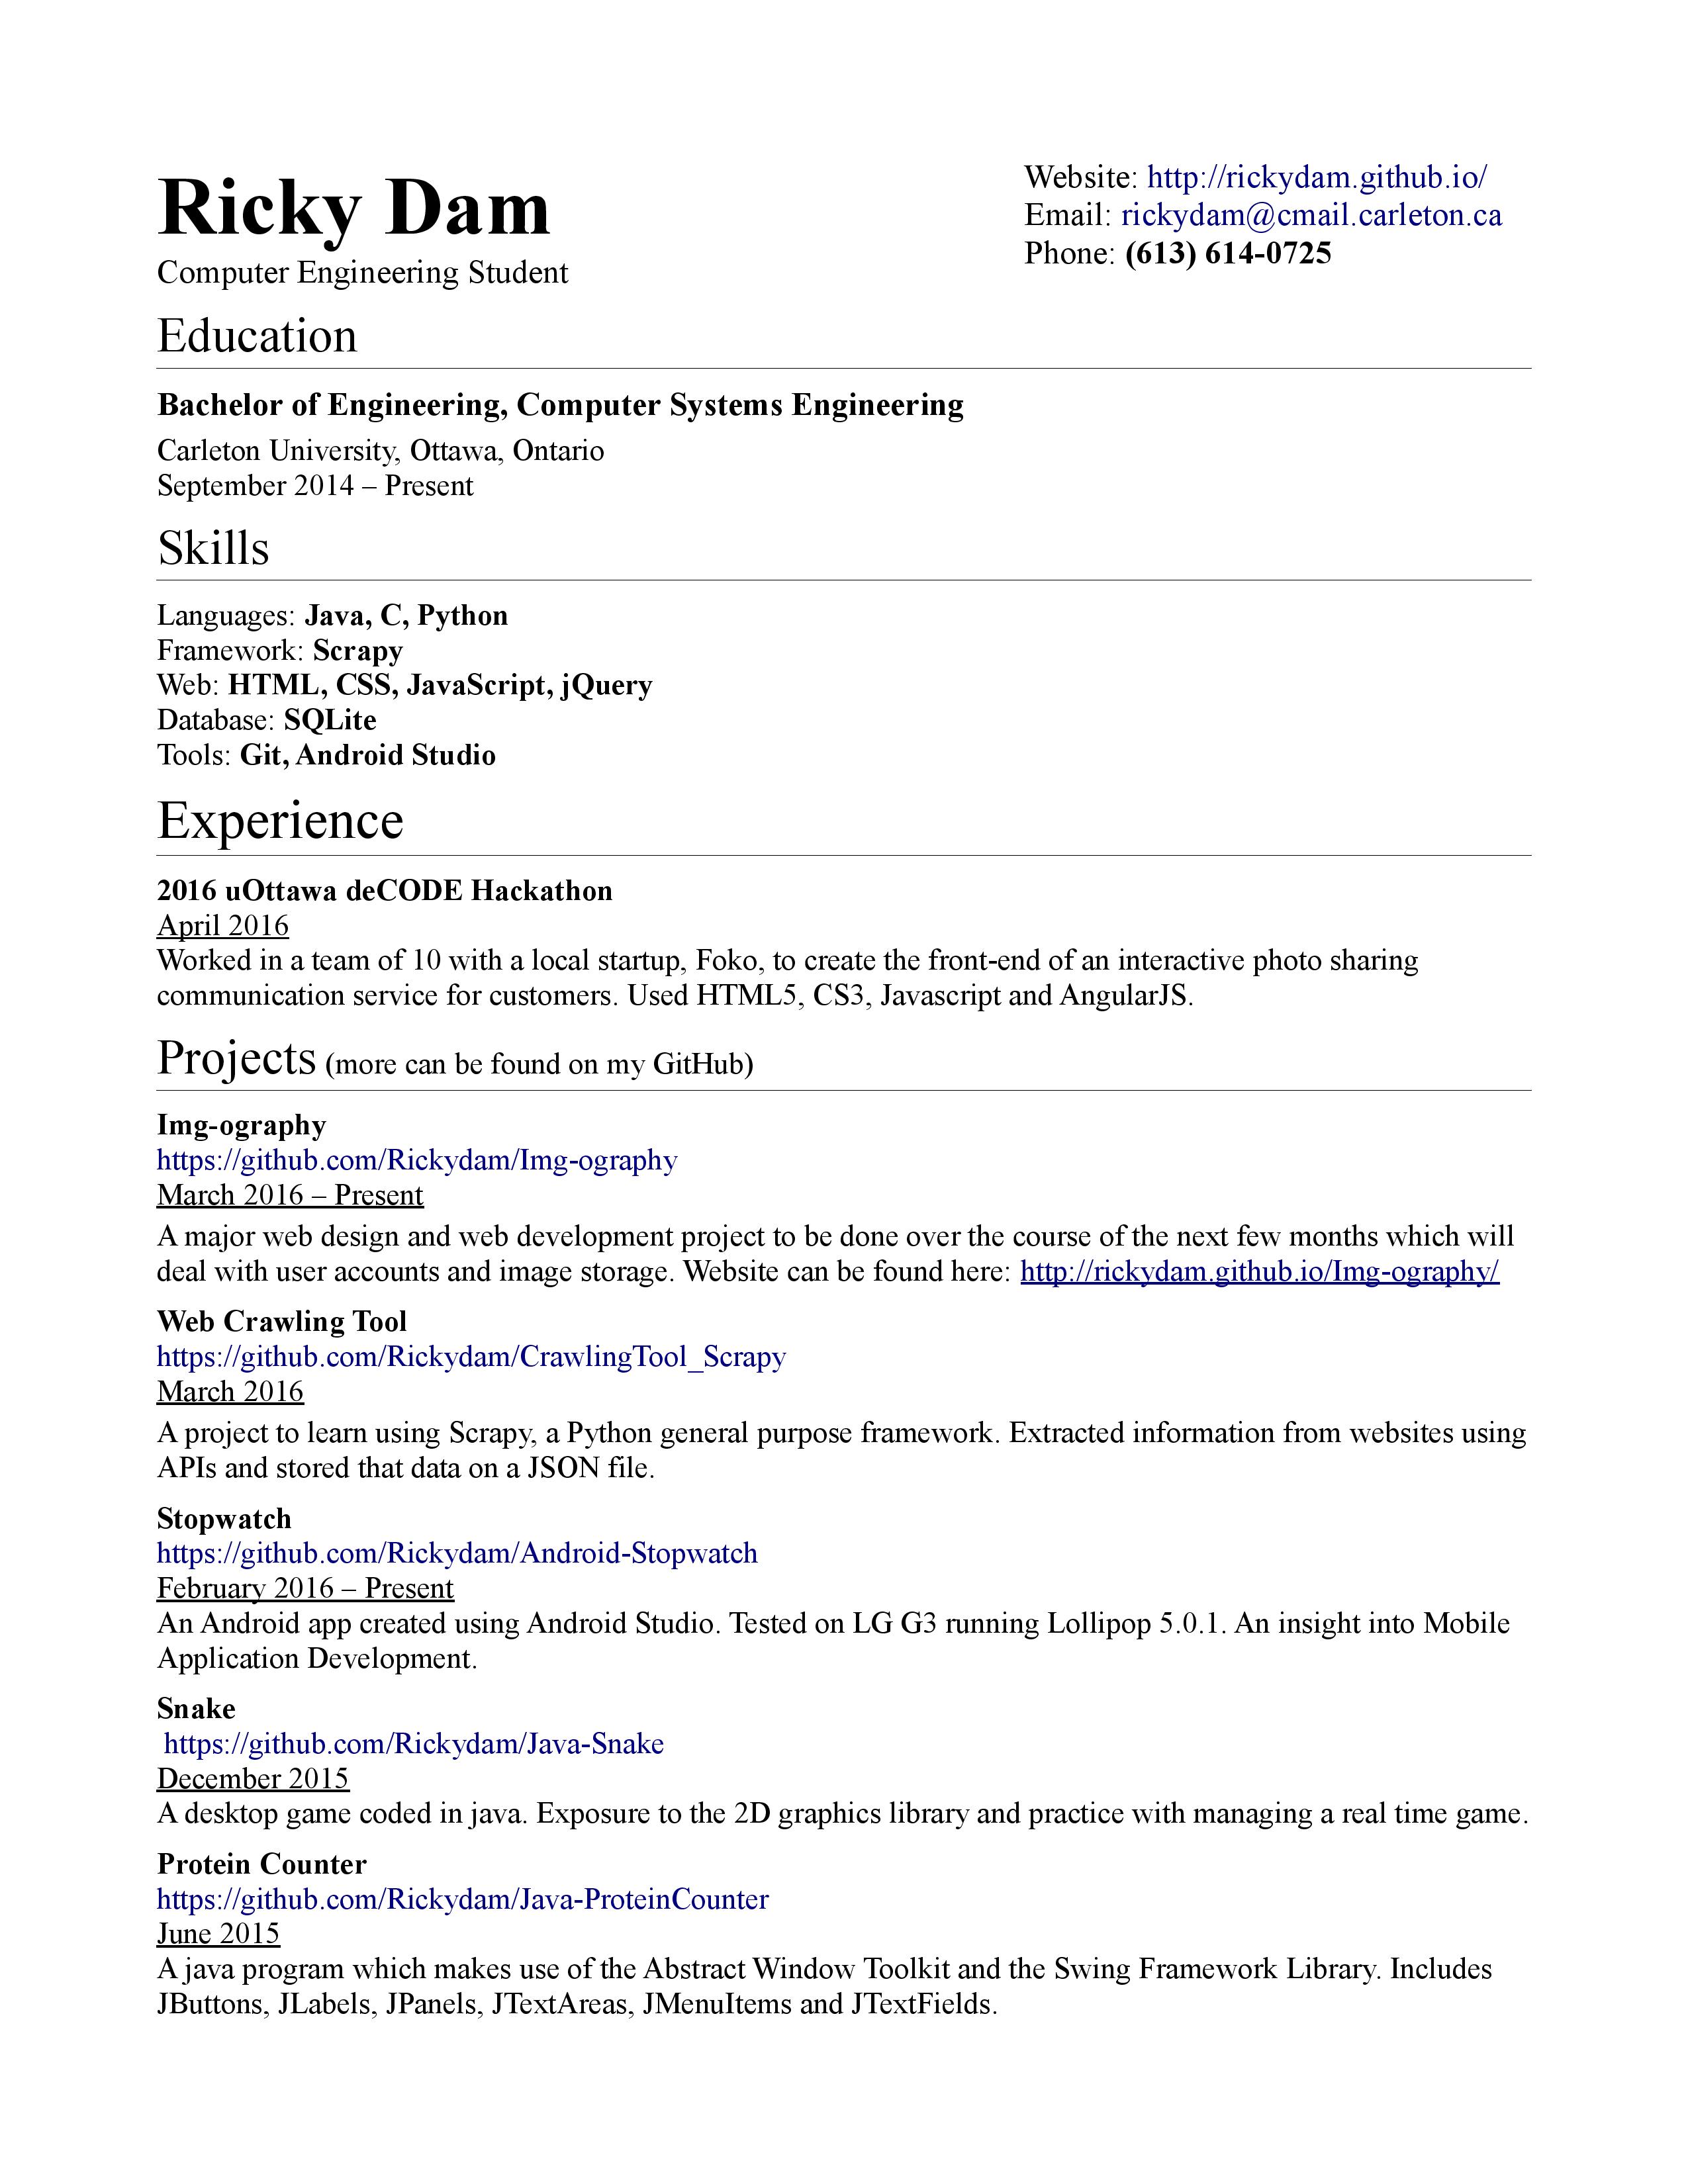 Ricky Dam
Computer Engineering Student
Website: http://rickydam.github.io/
Email: rickydam@cmail.carleton.ca
Phone: (613) 614-0725
Education
Bachelor of Engineering, Computer Systems Engineering
Carleton University, Ottawa, Ontario
September 2014 – Present
Skills
Languages: Java, C, Python
Framework: Scrapy
Web: HTML, CSS, JavaScript, jQuery
Database: SQLite
Tools: Git, Android Studio
Experience
2016 uOttawa deCODE Hackathon
April 2016
Worked in a team of 10 with a local startup, Foko, to create the front-end of an interactive photo sharing
communication service for customers. Used HTML5, CS3, Javascript and AngularJS.
Projects (more can be found on my GitHub)
Img-ography
https://github.com/Rickydam/Img-ography
March 2016 – Present
A major web design and web development project to be done over the course of the next few months which will
deal with user accounts and image storage. Website can be found here: http://rickydam.github.io/Img-ography/
Web Crawling Tool
https://github.com/Rickydam/CrawlingTool_Scrapy
March 2016
A project to learn using Scrapy, a Python general purpose framework. Extracted information from websites using
APIs and stored that data on a JSON file.
Stopwatch
https://github.com/Rickydam/Android-Stopwatch
February 2016 – Present
An Android app created using Android Studio. Tested on LG G3 running Lollipop 5.0.1. An insight into Mobile
Application Development.
Snake
https://github.com/Rickydam/Java-Snake
December 2015
A desktop game coded in java. Exposure to the 2D graphics library and practice with managing a real time game.
Protein Counter
https://github.com/Rickydam/Java-ProteinCounter
June 2015
A java program which makes use of the Abstract Window Toolkit and the Swing Framework Library. Includes
JButtons, JLabels, JPanels, JTextAreas, JMenuItems and JTextFields.